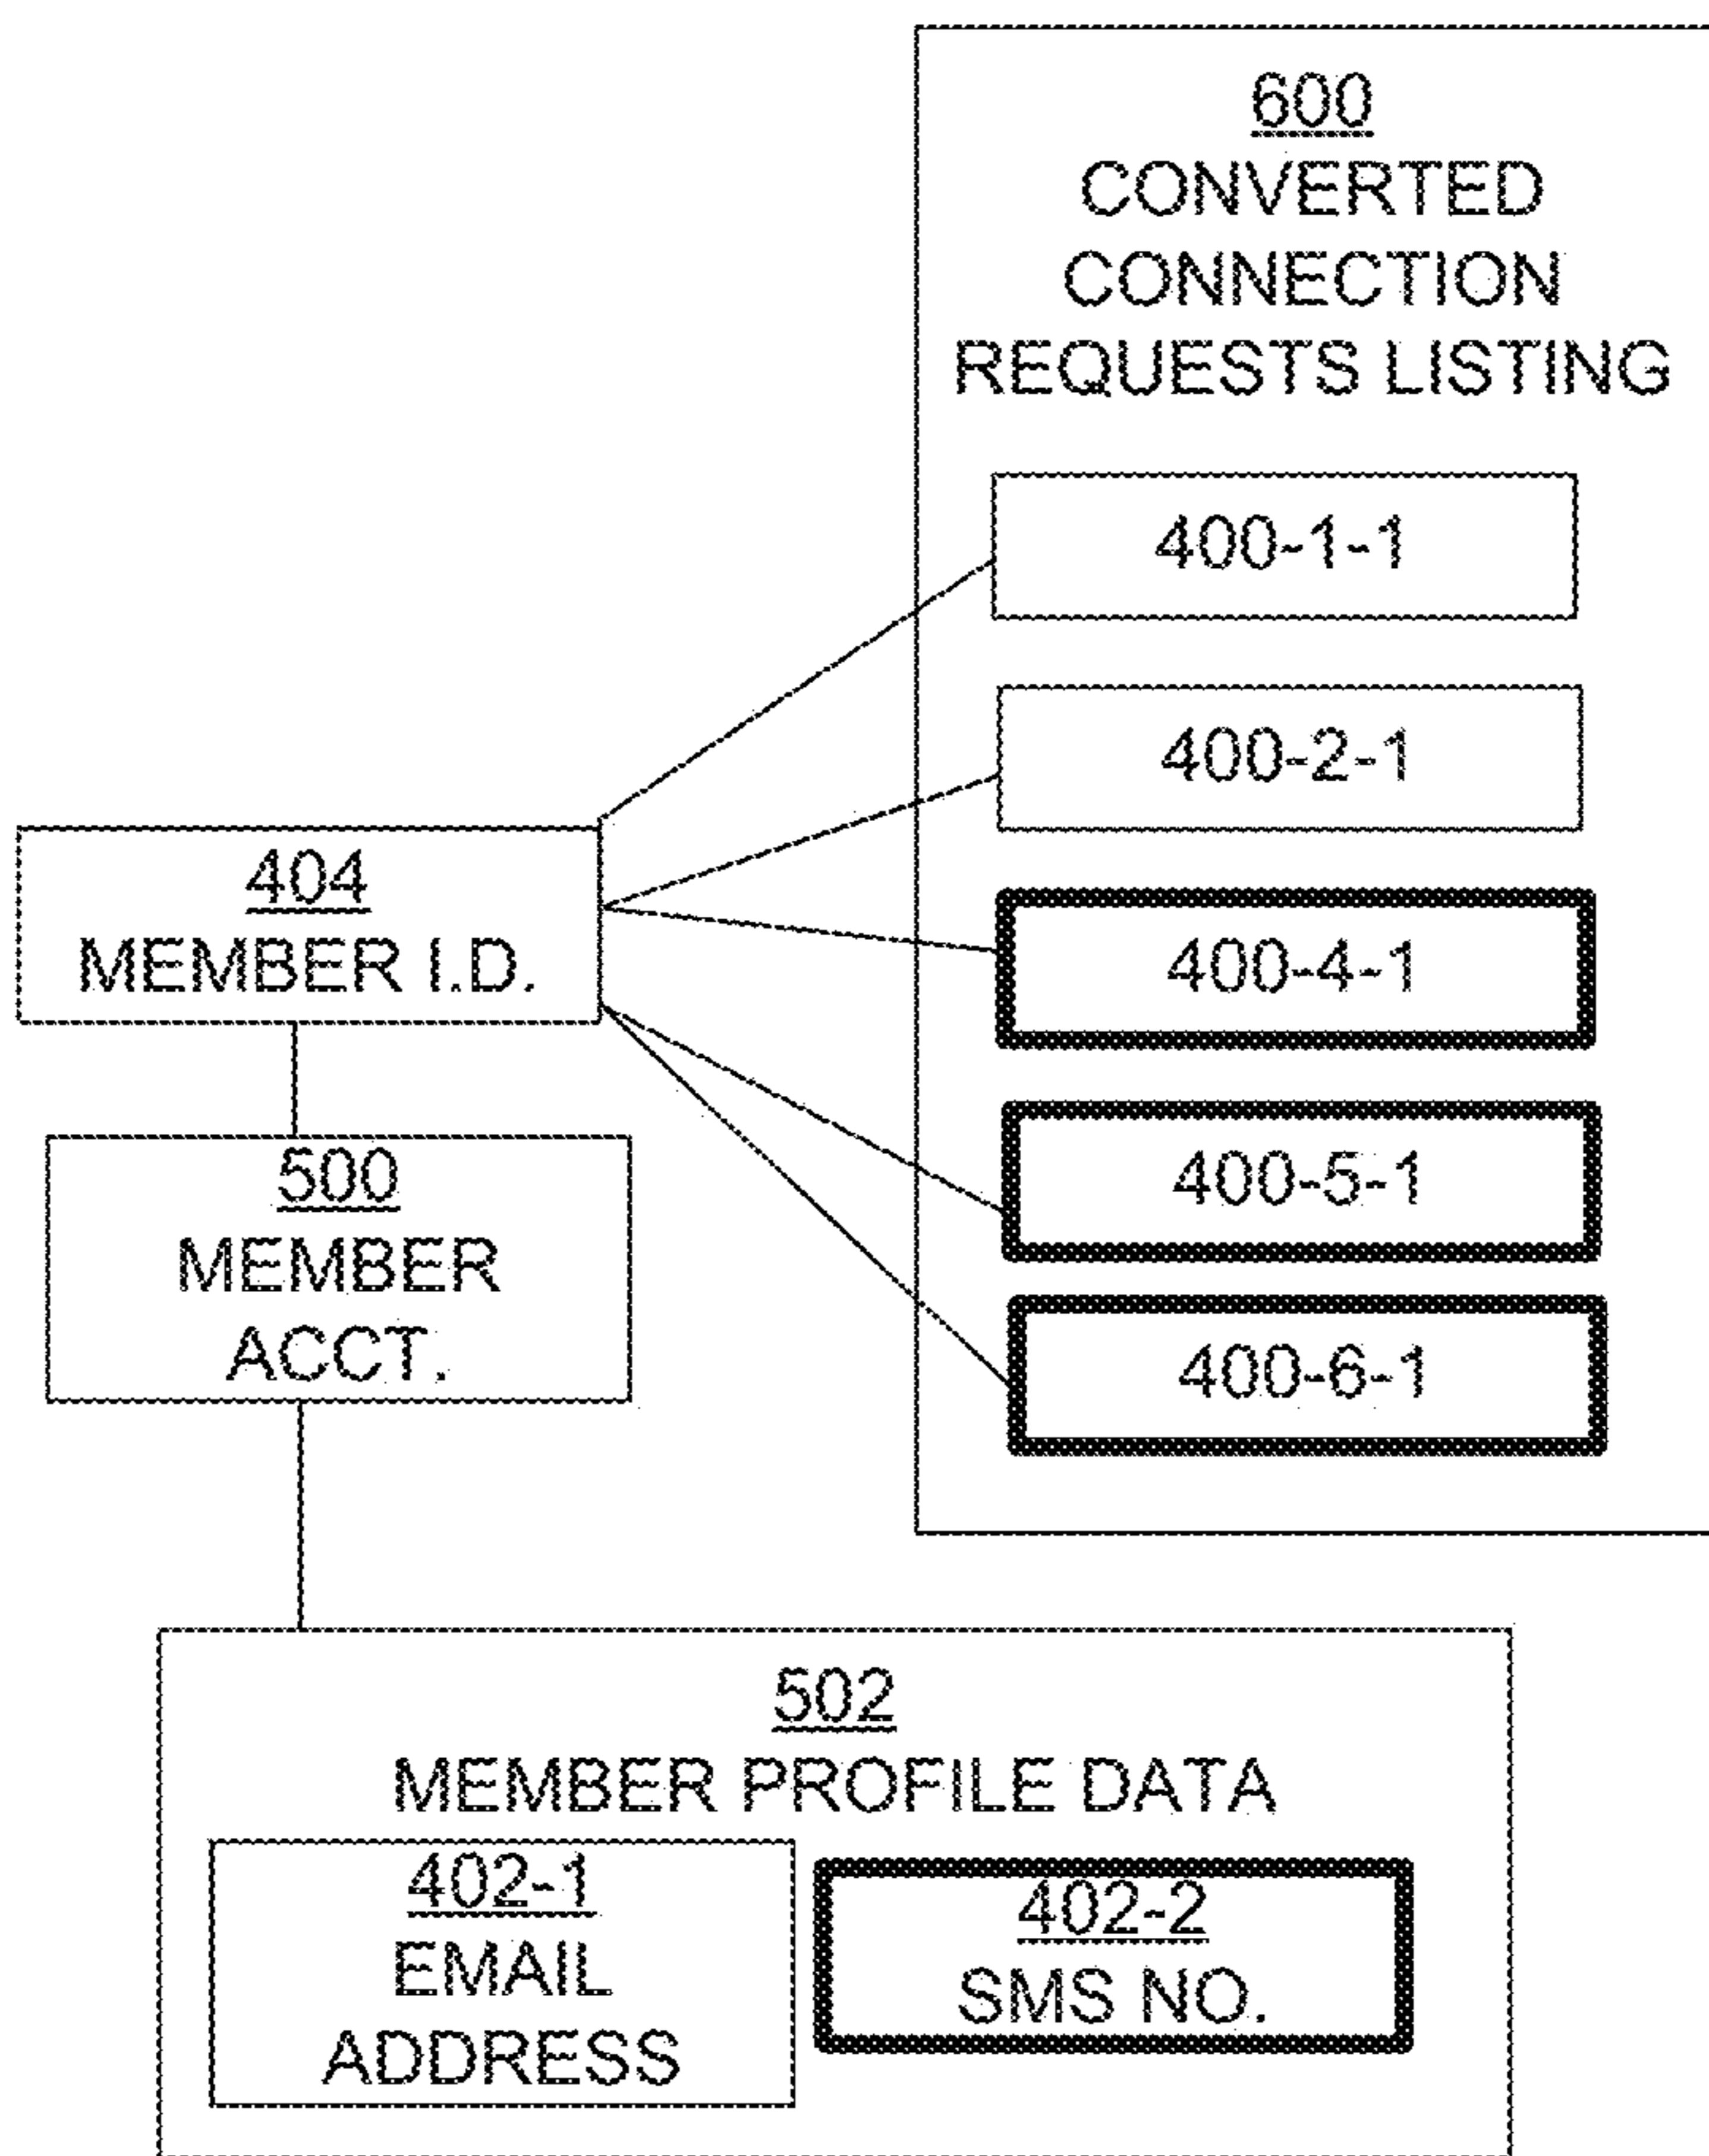 600
CONVERTED
CONNECTION
REQUESTS LISTING
400-1-1
400-2-1
400-4-1
400-5-1
400-6-1
404
MEMBER I.D.
500
MEMBER
ACCT.
502
MEMBER PROFILE DATA
402-1
EMAIL
ADDRESS
402-2
SMS NO.